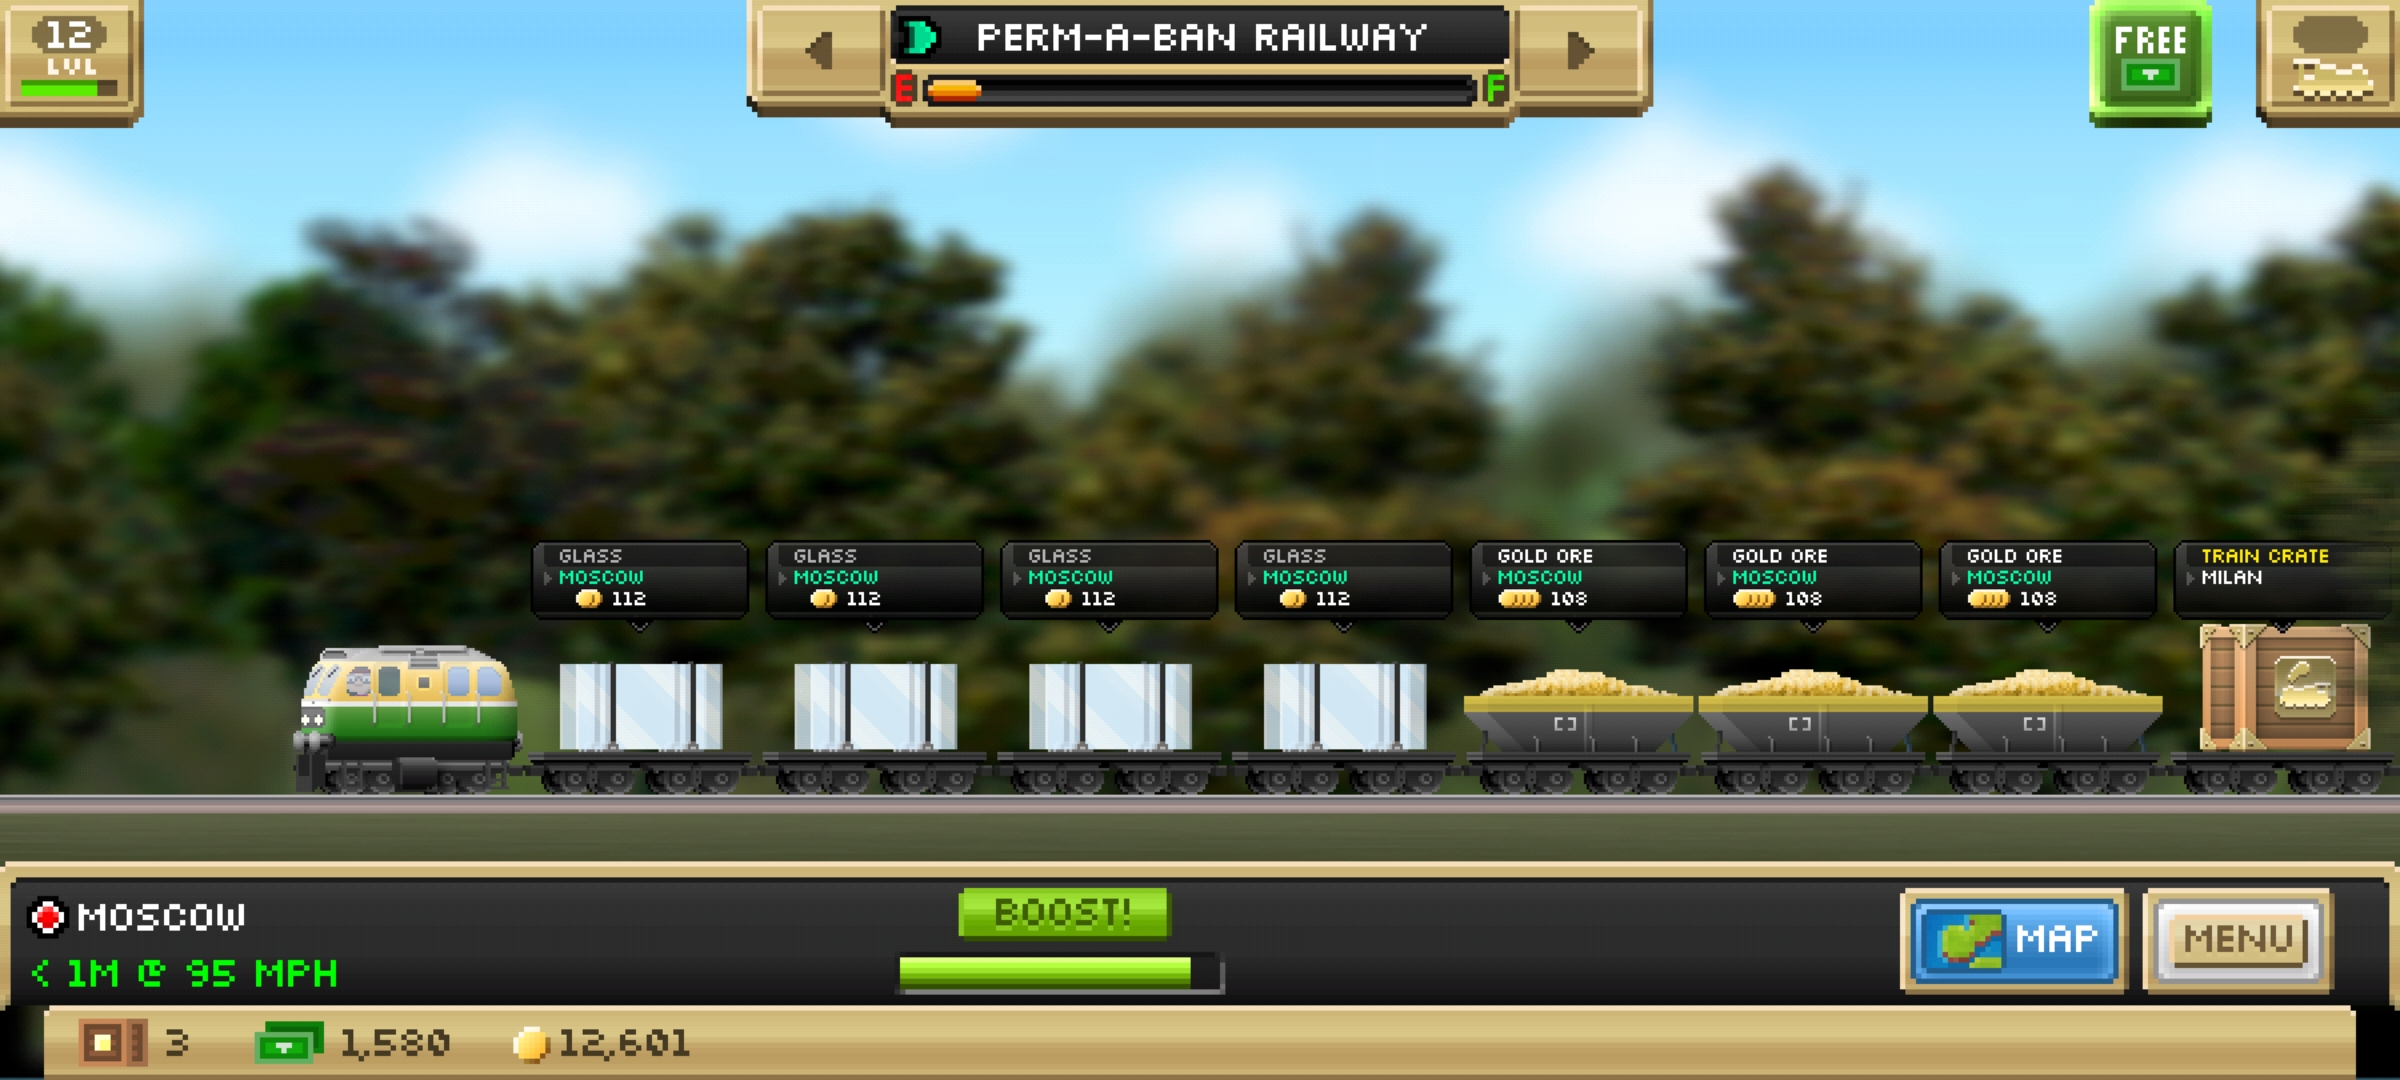 12
LVL
PERM-A-BAN RAILWAY
E
F
FREE
GLASS
MOSCOW
112
GLASS
MOSCOW
112
GLASS
MOSCOW
112
GLASS
MOSCOW
112
GOLD ORE
MOSCOW
108
GOLD ORE
MOSCOW
108
GOLD ORE
MOSCOW
108
TRAIN CRATE
MILAN
MOSCOW
< 1M @ 95 MPH
BOOST!
MAP
MENU
3
1,580
12,601